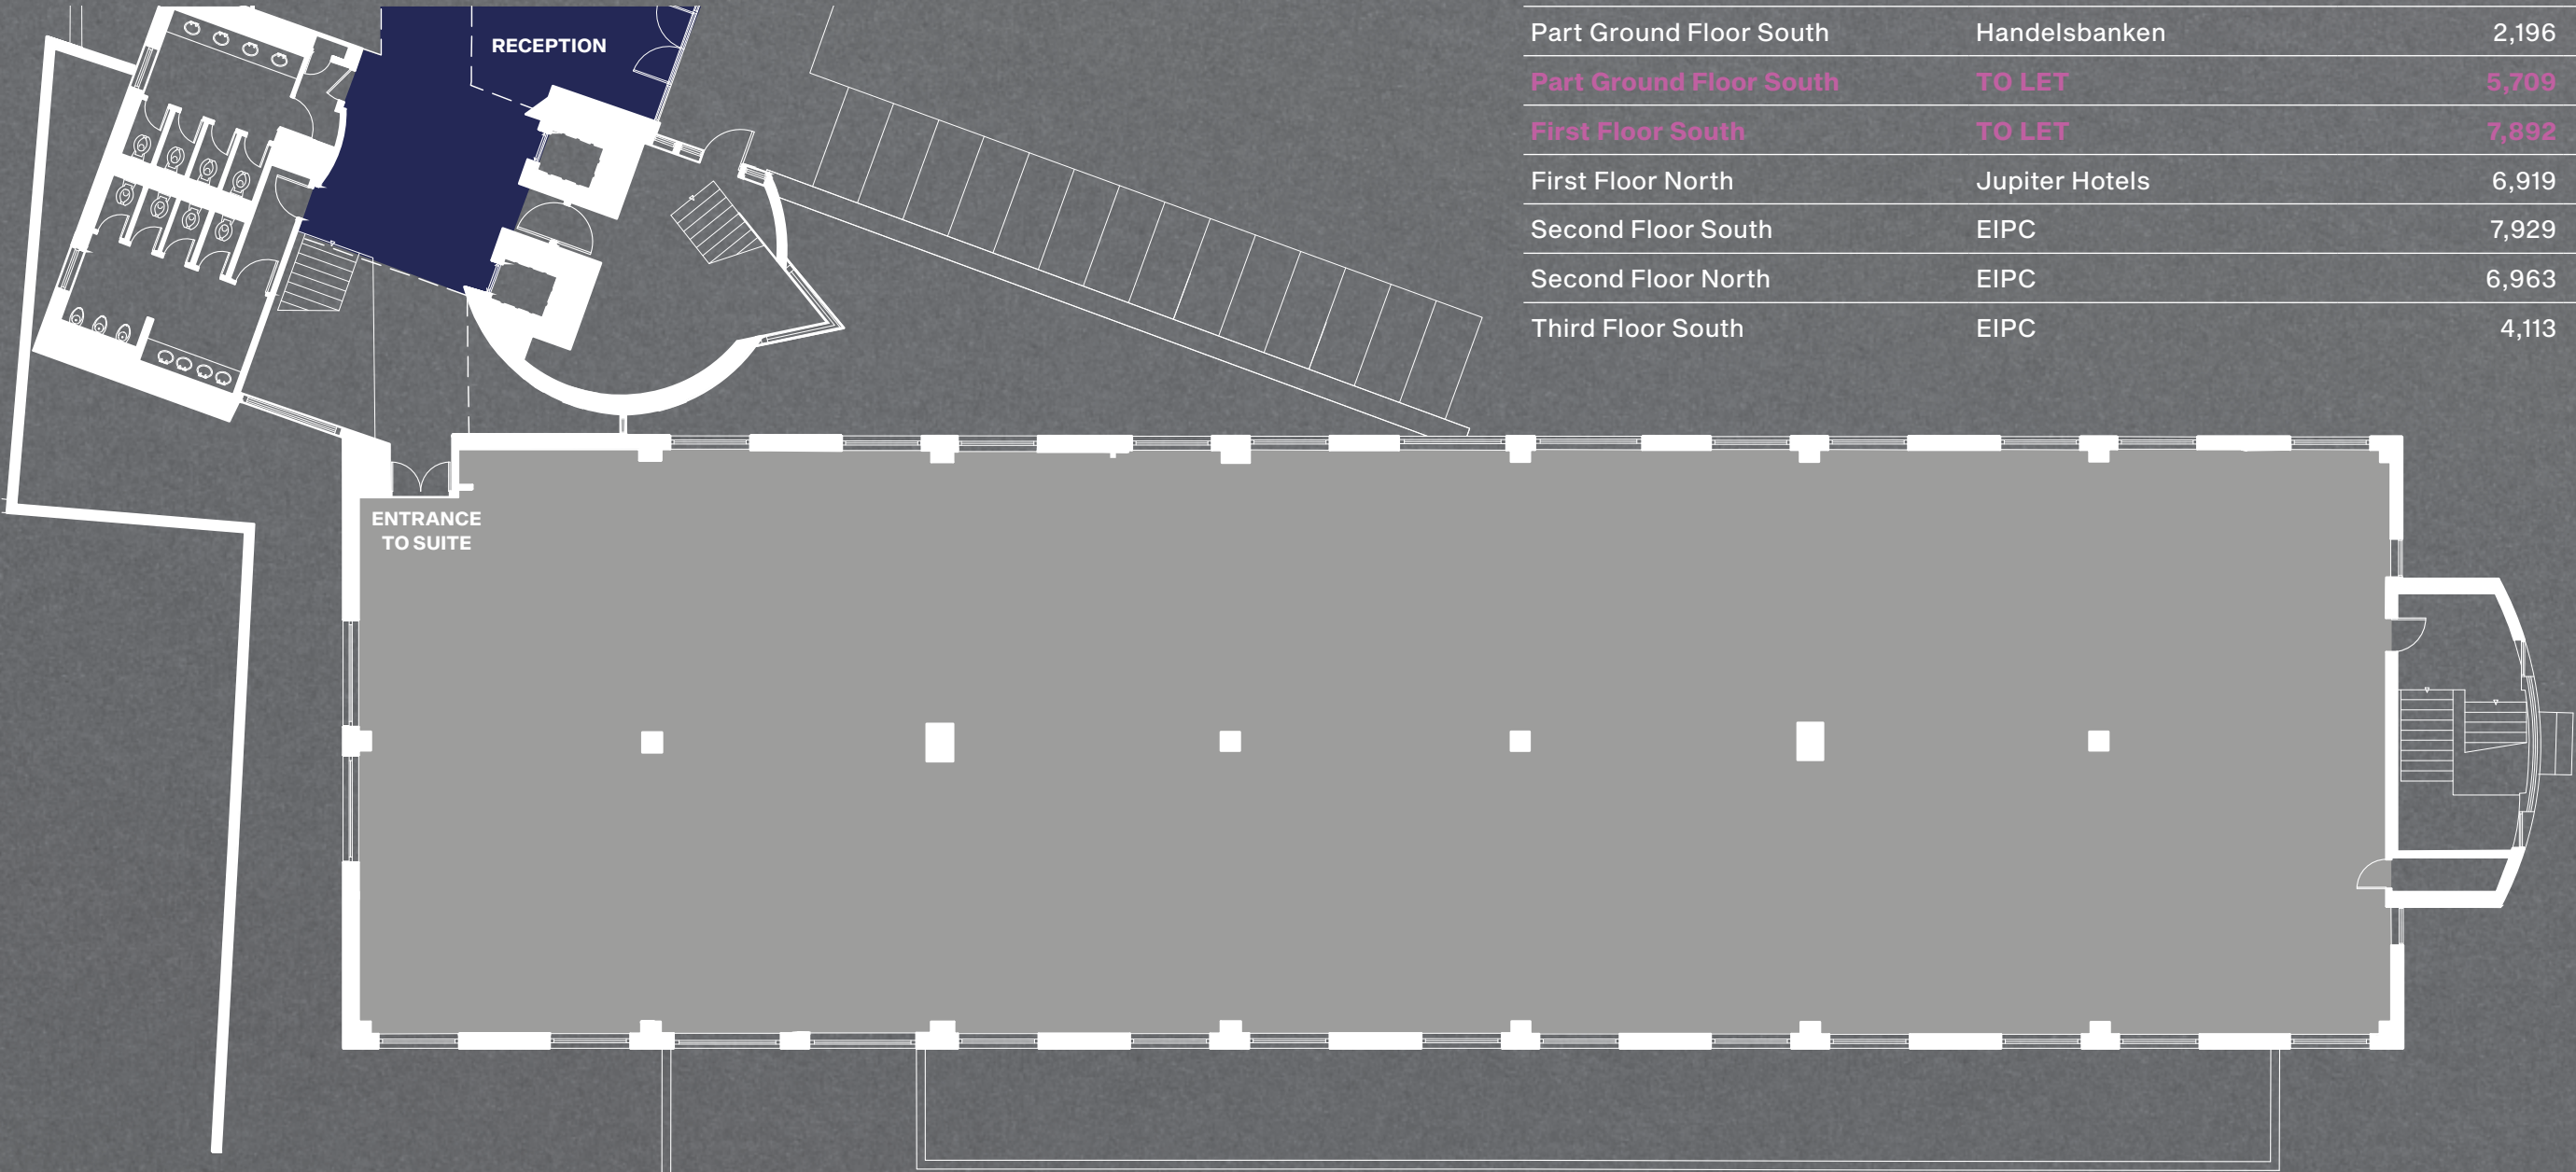 RECEPTION
Part Ground Floor South Handelsbanken 2,196
Part Ground Floor South TO LET 5,709
First Floor South TO LET 7,892
First Floor North Jupiter Hotels 6,919
Second Floor South EIPC 7,929
Second Floor North EIPC 6,963
Third Floor South EIPC 4,113
ENTRANCE
TO SUITE